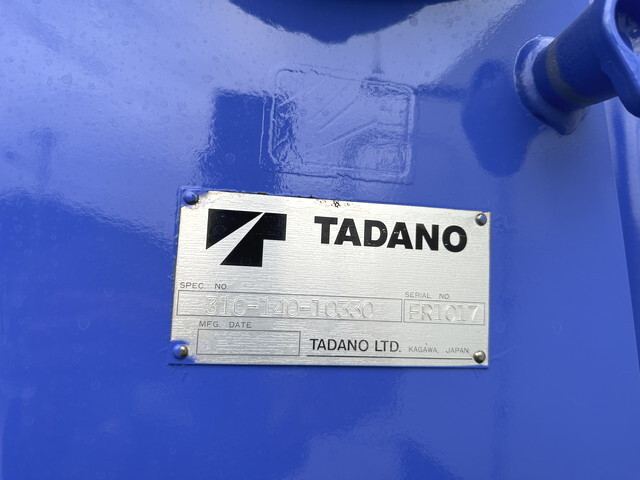 TADANO
SPEC. NO.
310-140-10330
SERIAL NO.
FR1017
MFG. DATE
TADANO LTD. KAGAWA, JAPAN